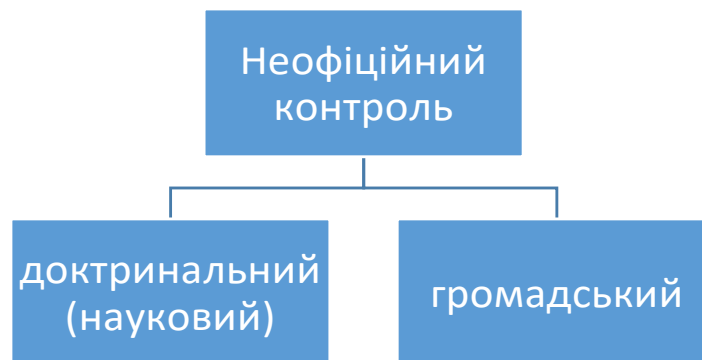 Неофіційний
контроль
доктринальний
(науковий)
громадський